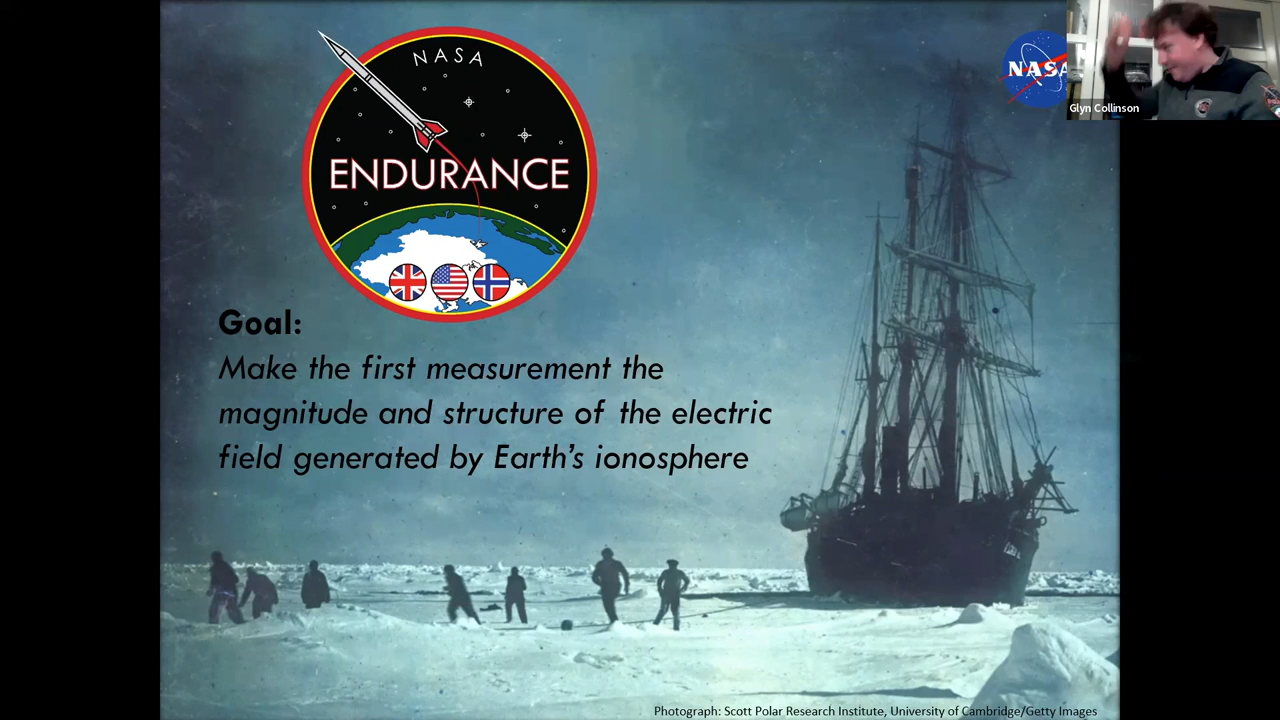 NASA
ENDURANCE
NASA
Glyn Collinson
Goal:
Make the first measurement the
magnitude and structure of the electric
field generated by Earth's ionosphere
Photograph: Scott Polar Research Institute, University of Cambridge/Getty Images